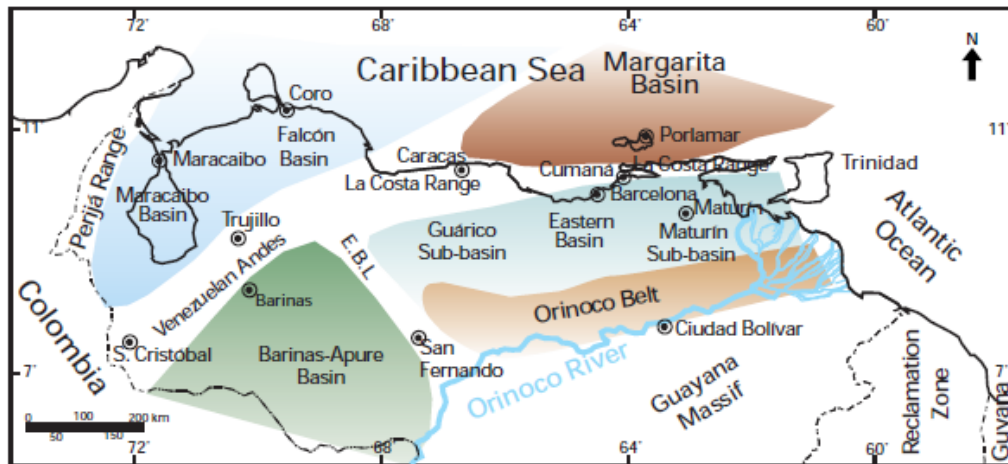 72'
68'
64'
60'
N
Caribbean Sea
Margarita
Basin
Coro
11'
11'
Falcón
Basin
Porlamar
Perijá Range
Maracaibo
Caracas
Cumaná
La Costa Range
Trinidad
La Costa Range
Maracaibo
Basin
Barcelona
Maturín
Trujillo
Guárico
Sub-basin
Eastern
Basin
Maturín
Sub-basin
Atlantic
Ocean
E.B.L
Venezuelan Andes
Barinas
Orinoco Belt
Colombia
S. Cristóbal
Barinas-Apure
Basin
San
Fernando
Ciudad Bolívar
Orinoco River
7'
7'
Guayana
Massif
Reclamation
Zone
Guyana
0 100 200 km
50 150
72'
68'
64'
60'